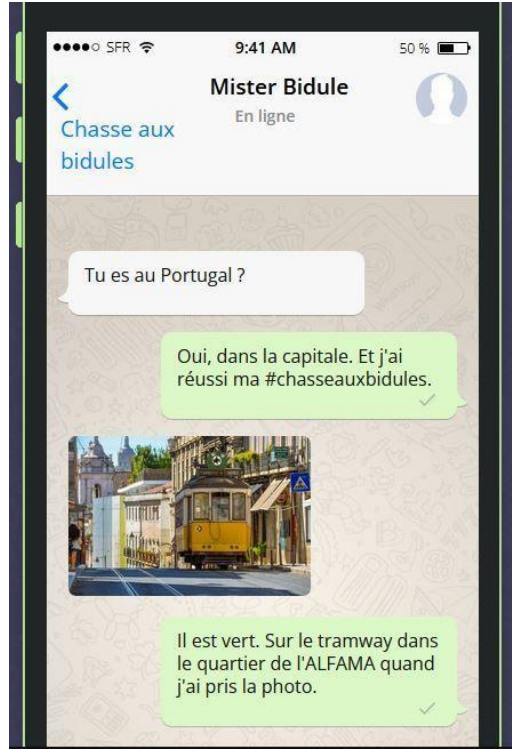 SFR 9:41 AM 50 %
Mister Bidule
En ligne
Chasse aux
bidules
Tu es au Portugal ?
Oui, dans la capitale. Et j'ai
réussi ma #chasseauxbidules.
Il est vert. Sur le tramway dans
le quartier de l'ALFAMA quand
j'ai pris la photo.